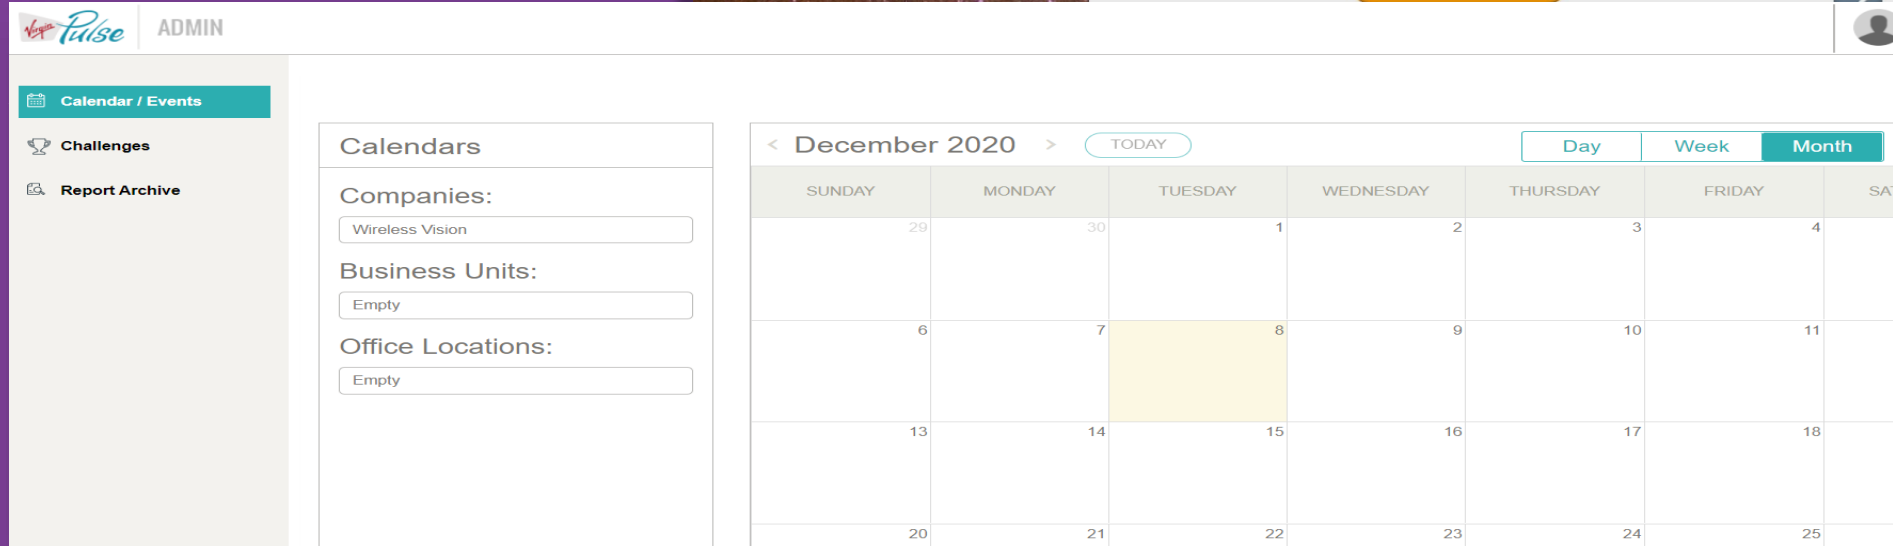 Virgin Pulse ADMIN
Calendar / Events
Challenges
Report Archive
Calendars
Companies:
Wireless Vision
Business Units:
Empty
Office Locations:
Empty
< December 2020 > TODAY
Day Week Month
SUNDAY MONDAY TUESDAY WEDNESDAY THURSDAY FRIDAY SAT
29 30 1 2 3 4
6 7 8 9 10 11
13 14 15 16 17 18
20 21 22 23 24 25